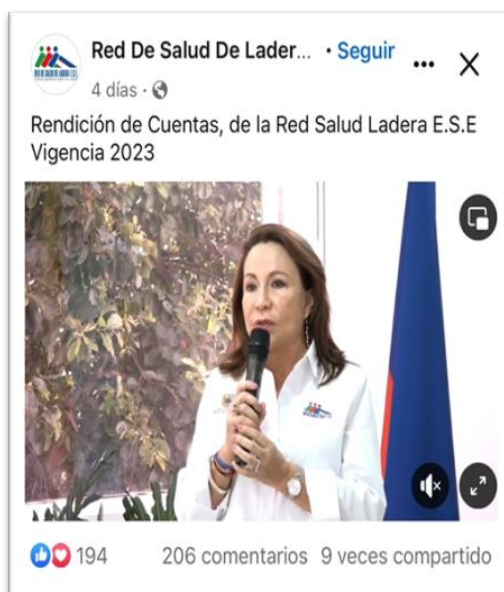 Red De Salud De Lader... · Seguir
4 días ·
Rendición de Cuentas, de la Red Salud Ladera E.S.E
Vigencia 2023
194
206 comentarios 9 veces compartido